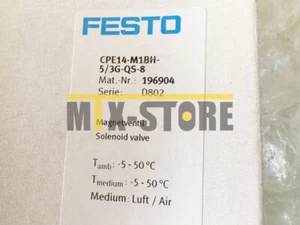 FESTO
CPE14-M1BH-
5/3G-QS-8
Mat.-Nr.: 196904
Serie: D802
MTX-STORE
Magnetventil
Solenoid valve
Tamb: -5 - 50 °C
Tmedium: -5 - 50°C
Medium: Luft / Air